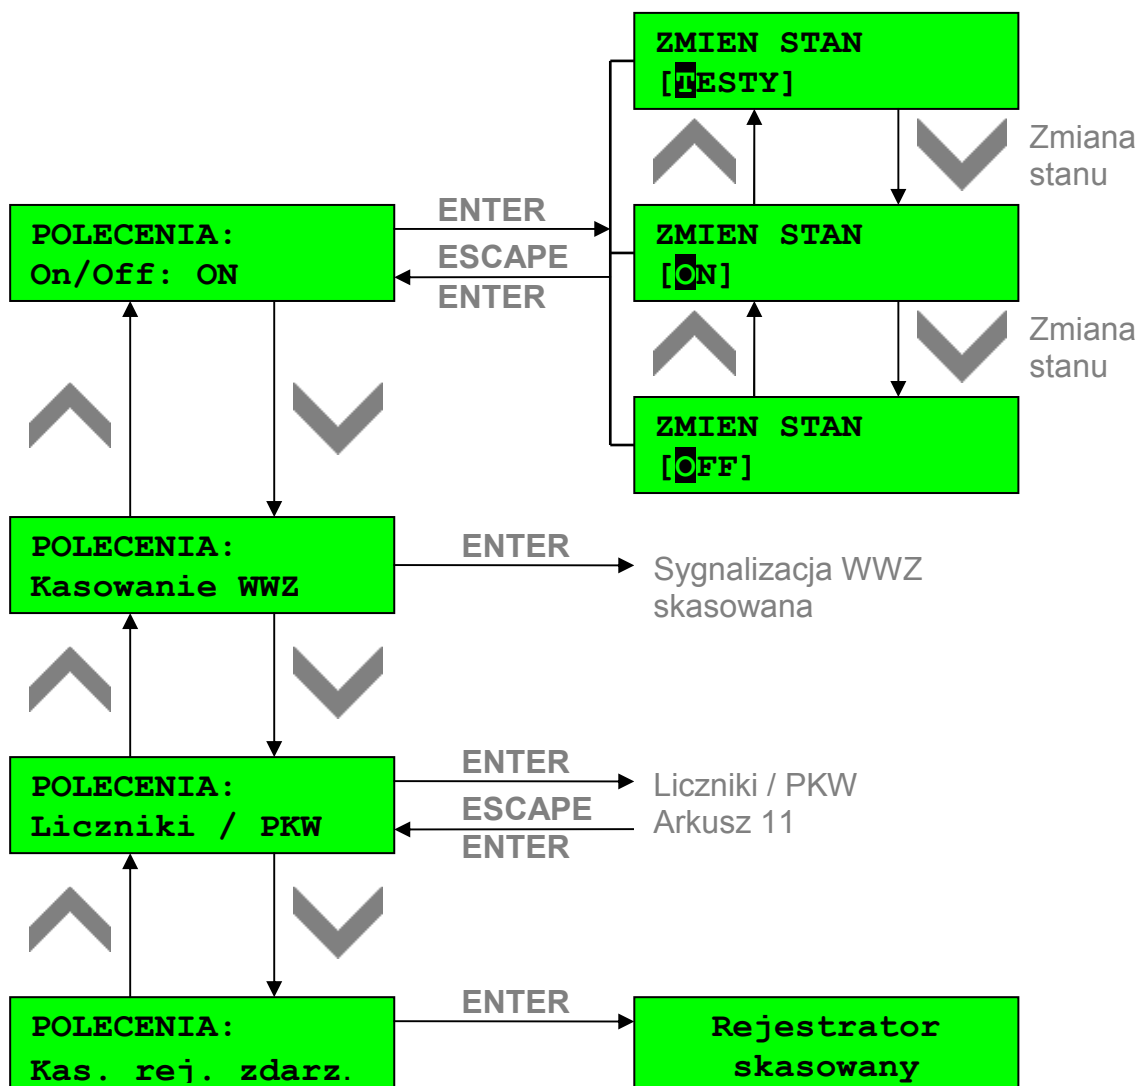 ZMIEN STAN
[TESTY]
Zmiana
stanu
ENTER
POLECENIA:
On/Off: ON
ESCAPE
ENTER
ZMIEN STAN
[ON]
Zmiana
stanu
ZMIEN STAN
[OFF]
POLECENIA:
Kasowanie WWZ
ENTER
Sygnalizacja WWZ
skasowana
POLECENIA:
Liczniki / PKW
ENTER
ESCAPE
ENTER
Liczniki / PKW
Arkusz 11
POLECENIA:
Kas. rej. zdarz.
ENTER
Rejestrator
skasowany